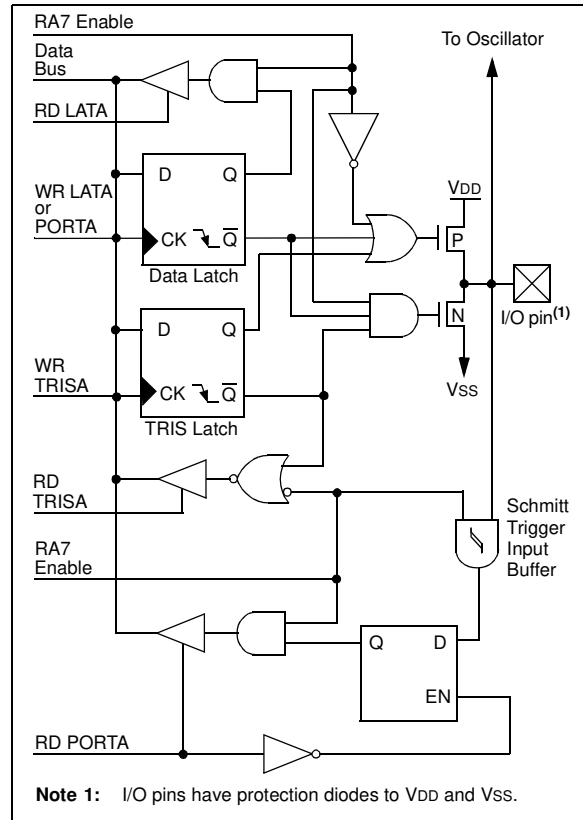 RA7 Enable
Data
Bus
To Oscillator
RD LATA
WR LATA
or
PORTA
D Q
CK Q̅
Data Latch
VDD
P
N
I/O pin(1)
VSS
WR
TRISA
D Q
CK Q̅
TRIS Latch
RD
TRISA
Schmitt
Trigger
Input
Buffer
RA7
Enable
Q D
EN
RD PORTA
Note 1: I/O pins have protection diodes to VDD and VSS.